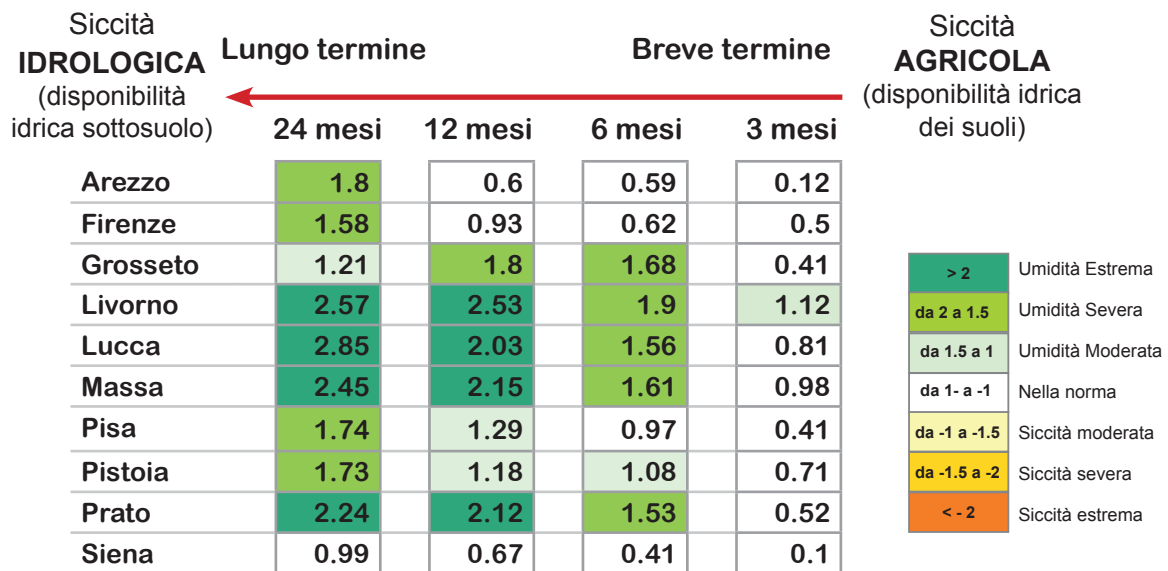 Siccità
IDROLOGICA
(disponibilità
idrica sottosuolo)
Lungo termine
Breve termine
Siccità
AGRICOLA
(disponibilità idrica
dei suoli)
24 mesi 12 mesi 6 mesi 3 mesi
Arezzo 1.8 0.6 0.59 0.12
Firenze 1.58 0.93 0.62 0.5
Grosseto 1.21 1.8 1.68 0.41
Livorno 2.57 2.53 1.9 1.12
Lucca 2.85 2.03 1.56 0.81
Massa 2.45 2.15 1.61 0.98
Pisa 1.74 1.29 0.97 0.41
Pistoia 1.73 1.18 1.08 0.71
Prato 2.24 2.12 1.53 0.52
Siena 0.99 0.67 0.41 0.1
> 2 Umidità Estrema
da 2 a 1.5 Umidità Severa
da 1.5 a 1 Umidità Moderata
da 1- a -1 Nella norma
da -1 a -1.5 Siccità moderata
da -1.5 a -2 Siccità severa
< - 2 Siccità estrema